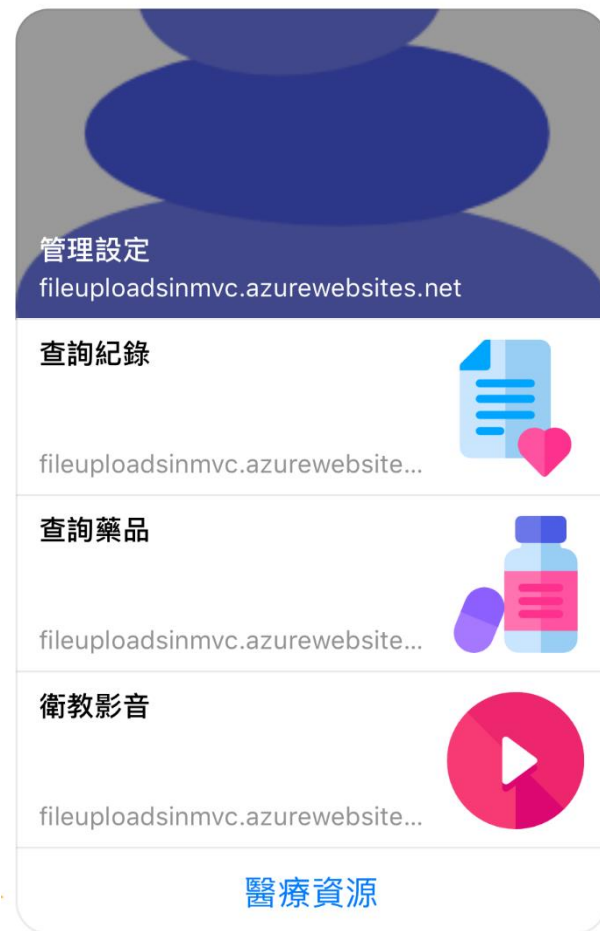 管理設定
fileuploadsinmvc.azurewebsites.net
查詢紀錄
fileuploadsinmvc.azurewebsite...
查詢藥品
fileuploadsinmvc.azurewebsite...
衛教影音
fileuploadsinmvc.azurewebsite...
醫療資源